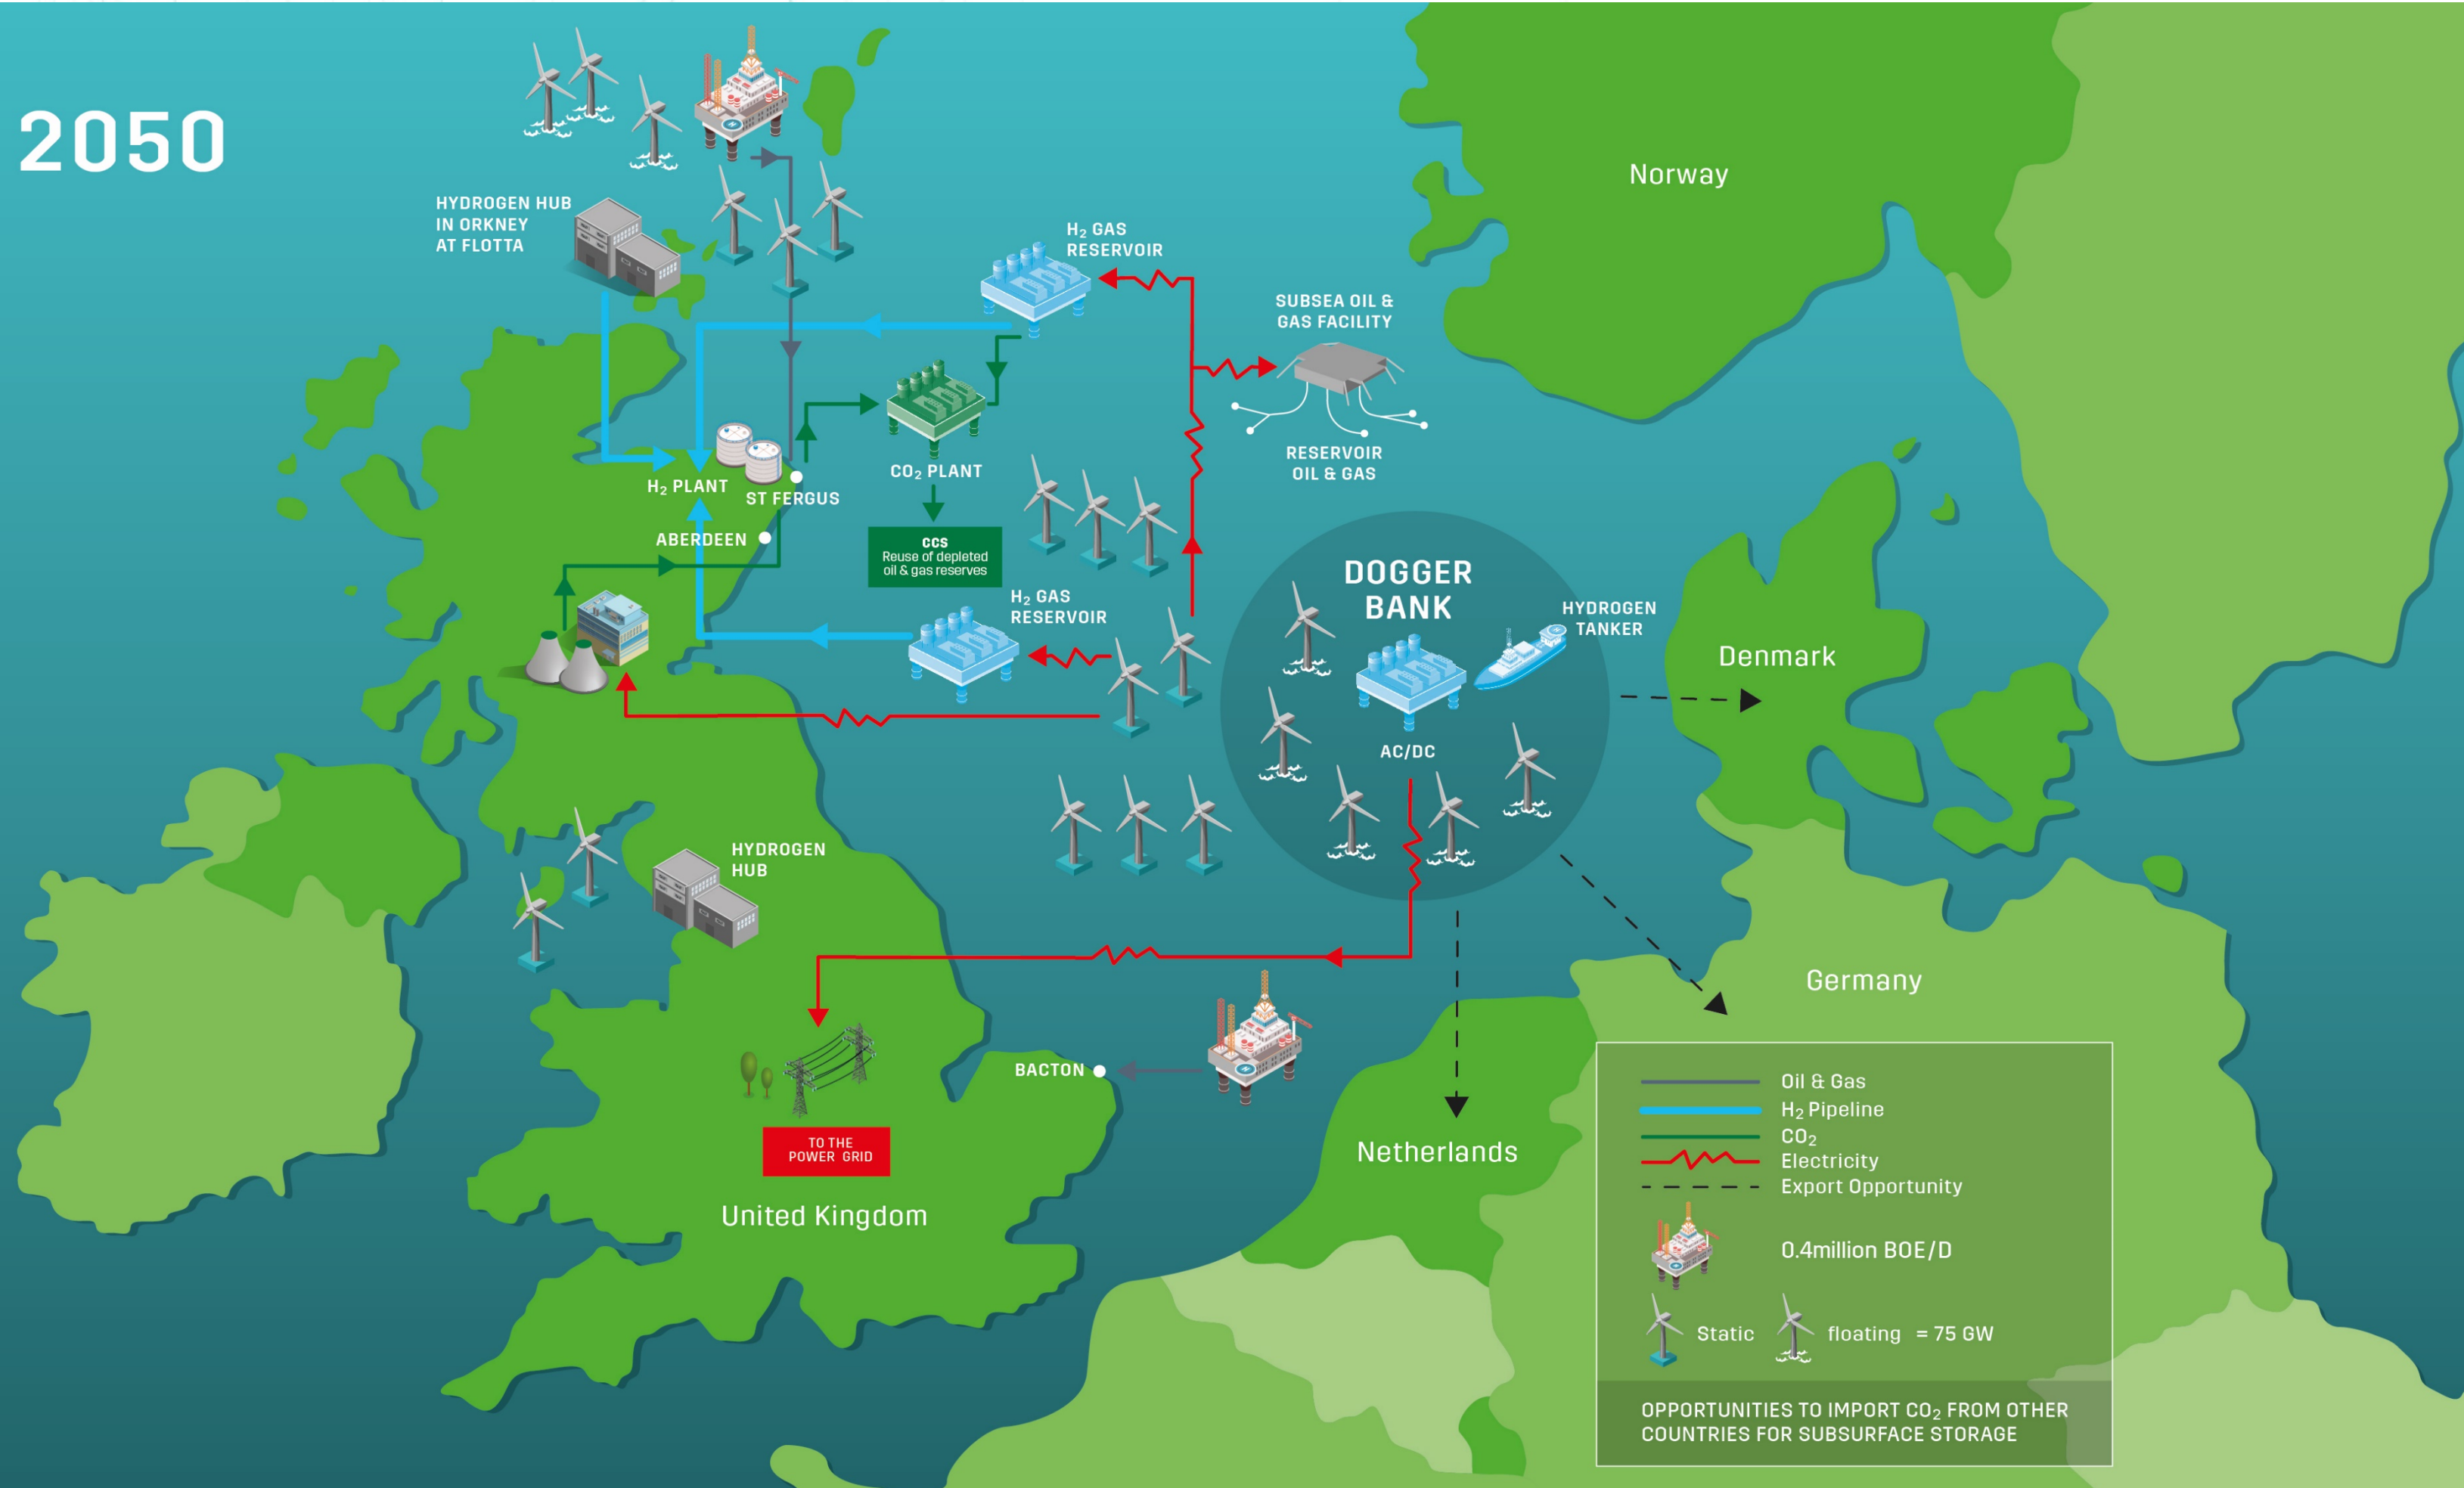 2050
HYDROGEN HUB
IN ORKNEY
AT FLOTTA
H₂ GAS
RESERVOIR
Norway
SUBSEA OIL &
GAS FACILITY
RESERVOIR
OIL & GAS
CO₂ PLANT
H₂ PLANT
ST FERGUS
ABERDEEN
CCS
Reuse of depleted
oil & gas reserves
H₂ GAS
RESERVOIR
DOGGER
BANK
HYDROGEN
TANKER
AC/DC
Denmark
HYDROGEN
HUB
Germany
BACTON
TO THE
POWER GRID
United Kingdom
Netherlands
Oil & Gas
H₂ Pipeline
CO₂
Electricity
Export Opportunity
0.4million BOE/D
Static floating = 75 GW
OPPORTUNITIES TO IMPORT CO₂ FROM OTHER
COUNTRIES FOR SUBSURFACE STORAGE